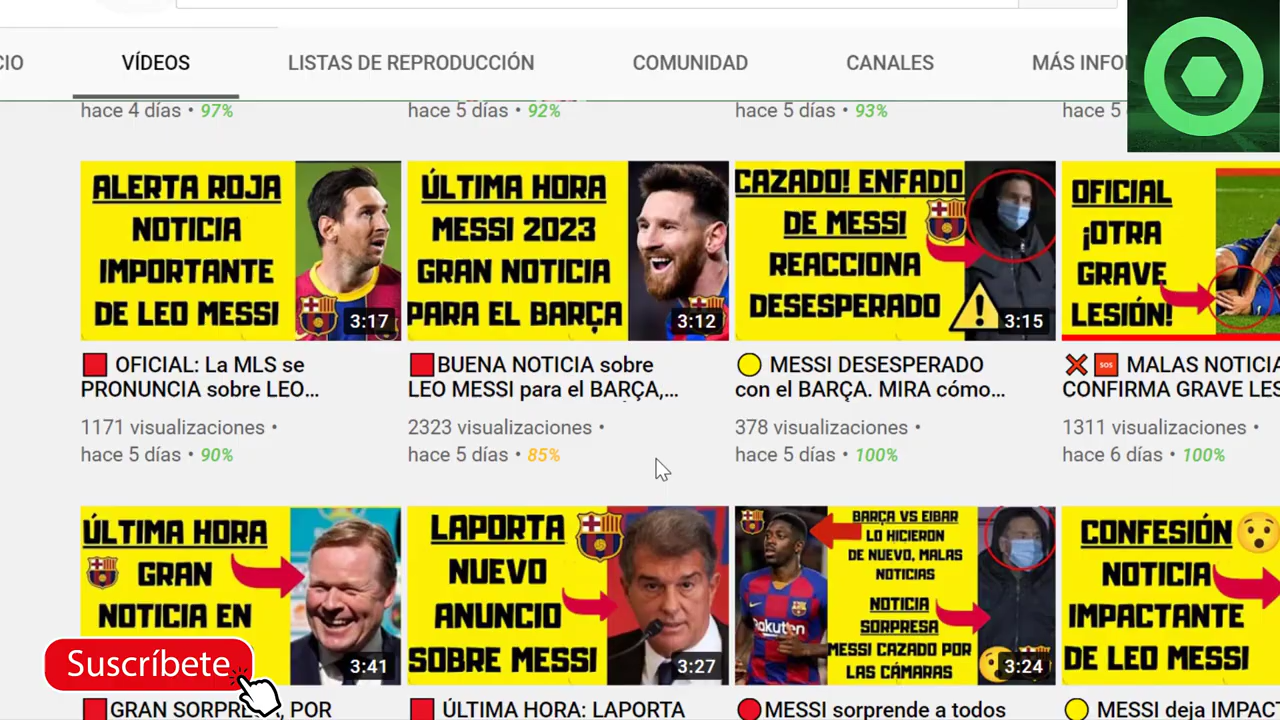 CIO
VÍDEOS
LISTAS DE REPRODUCCIÓN
COMUNIDAD
CANALES
MÁS INFO
hace 4 días • 97%
hace 5 días • 92%
hace 5 días • 93%
hace 5
ALERTA ROJA
NOTICIA
IMPORTANTE
DE LEO MESSI
3:17
ÚLTIMA HORA
MESSI 2023
GRAN NOTICIA
PARA EL BARÇA
3:12
CAZADO! ENFADO
DE MESSI
REACCIONA
DESESPERADO
3:15
OFICIAL
¡OTRA
GRAVE
LESIÓN!
OFICIAL: La MLS se
PRONUNCIA sobre LEO...
BUENA NOTICIA sobre
LEO MESSI para el BARÇA,...
MESSI DESESPERADO
con el BARÇA. MIRA cómo...
SOS MALAS NOTICIA
CONFIRMA GRAVE LES
1171 visualizaciones •
hace 5 días • 90%
2323 visualizaciones •
hace 5 días • 85%
378 visualizaciones •
hace 5 días • 100%
1311 visualizaciones •
hace 6 días • 100%
ÚLTIMA HORA
GRAN
NOTICIA EN
3:41
LAPORTA
NUEVO
ANUNCIO
SOBRE MESSI
3:27
BARÇA VS EIBAR
LO HICIERON
DE NUEVO, MALAS
NOTICIAS
NOTICIA
SORPRESA
MESSI CAZADO POR
LAS CÁMARAS
Rakuten
3:24
CONFESIÓN
NOTICIA
IMPACTANTE
DE LEO MESSI
Suscríbete
GRAN SORPRESA, POR
ÚLTIMA HORA: LAPORTA
MESSI sorprende a todos
MESSI deja IMPACT